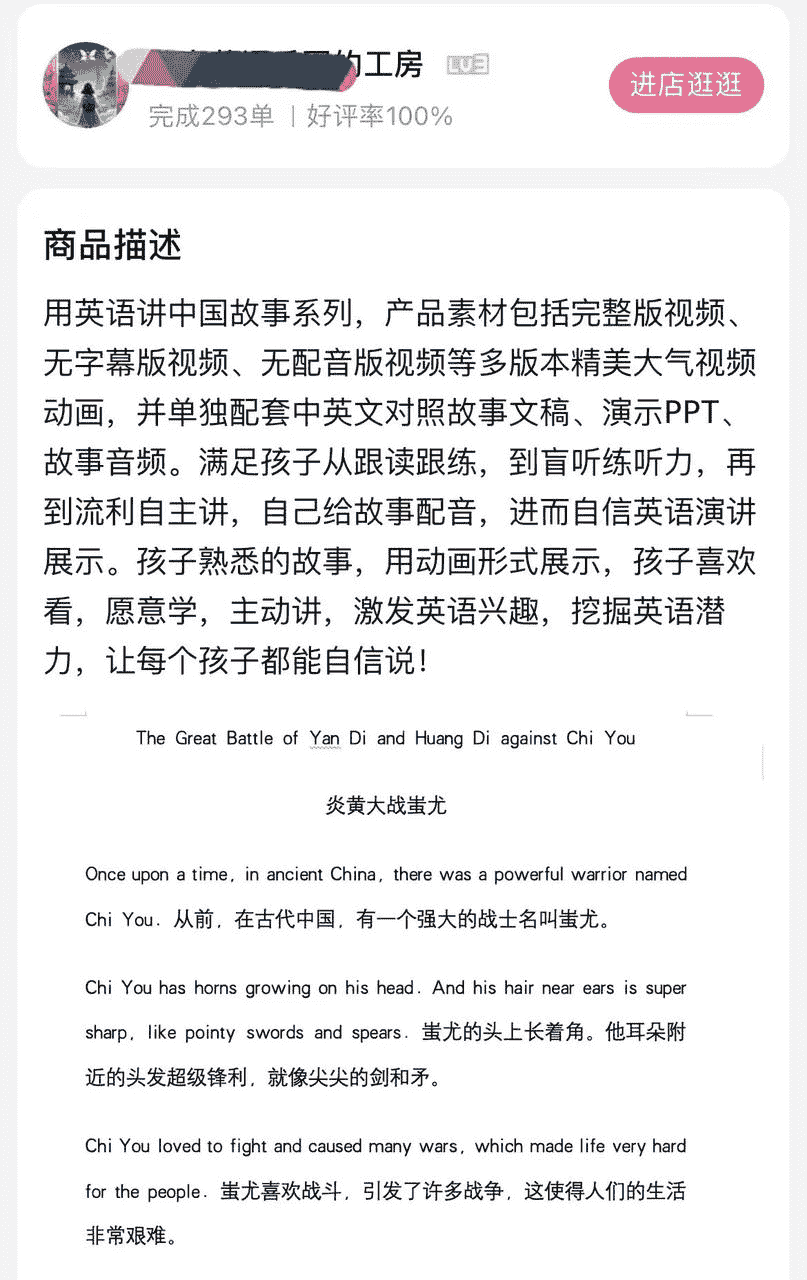 的工房 LV3
进店逛逛
完成293单 | 好评率100%
商品描述
用英语讲中国故事系列，产品素材包括完整版视频、
无字幕版视频、无配音版视频等多版本精美大气视频
动画，并单独配套中英文对照故事文稿、演示PPT、
故事音频。满足孩子从跟读跟练，到盲听练听力，再
到流利自主讲，自己给故事配音，进而自信英语演讲
展示。孩子熟悉的故事，用动画形式展示，孩子喜欢
看，愿意学，主动讲，激发英语兴趣，挖掘英语潜
力，让每个孩子都能自信说！
The Great Battle of Yan Di and Huang Di against Chi You
炎黄大战蚩尤
Once upon a time, in ancient China, there was a powerful warrior named
Chi You. 从前，在古代中国，有一个强大的战士名叫蚩尤。
Chi You has horns growing on his head. And his hair near ears is super
sharp, like pointy swords and spears. 蚩尤的头上长着角。他耳朵附
近的头发超级锋利，就像尖尖的剑和矛。
Chi You loved to fight and caused many wars, which made life very hard
for the people. 蚩尤喜欢战斗，引发了许多战争，这使得人们的生活
非常艰难。